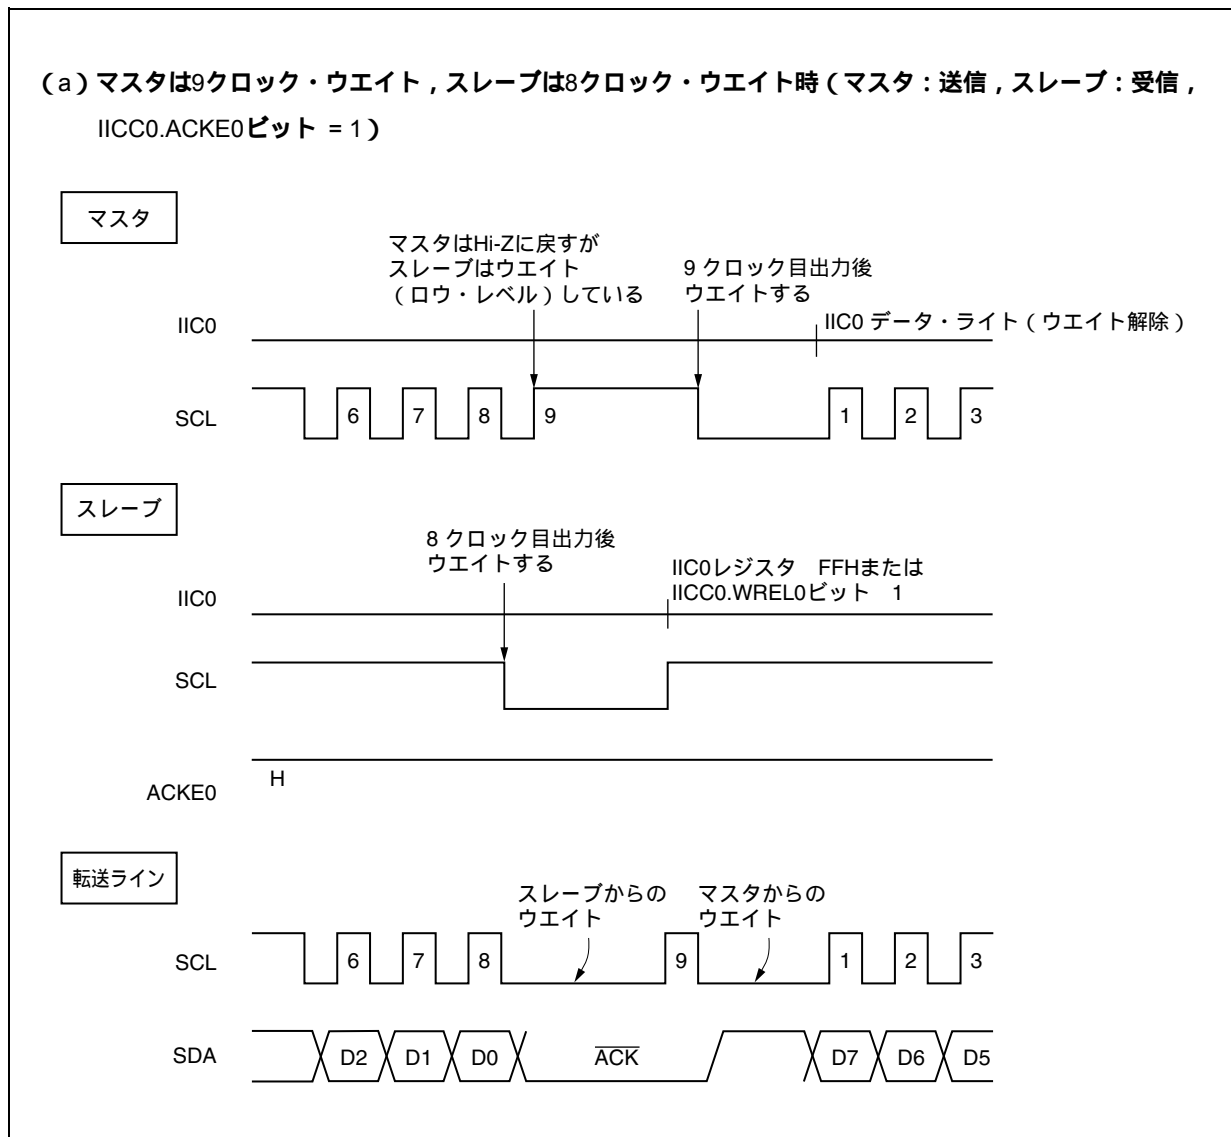 （a）マスタは9クロック・ウエイト，スレーブは8クロック・ウエイト時（マスタ：送信，スレーブ：受信，
IICC0.ACKE0ビット = 1）
マスタ
マスタはHi-Zに戻すが
スレーブはウエイト
（ロウ・レベル）している
9 クロック目出力後
ウエイトする
IIC0
IIC0 データ・ライト（ウエイト解除）
SCL
6 7 8 9 1 2 3
スレーブ
8 クロック目出力後
ウエイトする
IIC0レジスタ　FFHまたは
IICC0.WREL0ビット　1
IIC0
SCL
H
ACKE0
転送ライン
スレーブからの
ウエイト
マスタからの
ウエイト
SCL
6 7 8 9 1 2 3
SDA
D2 D1 D0 ACK D7 D6 D5